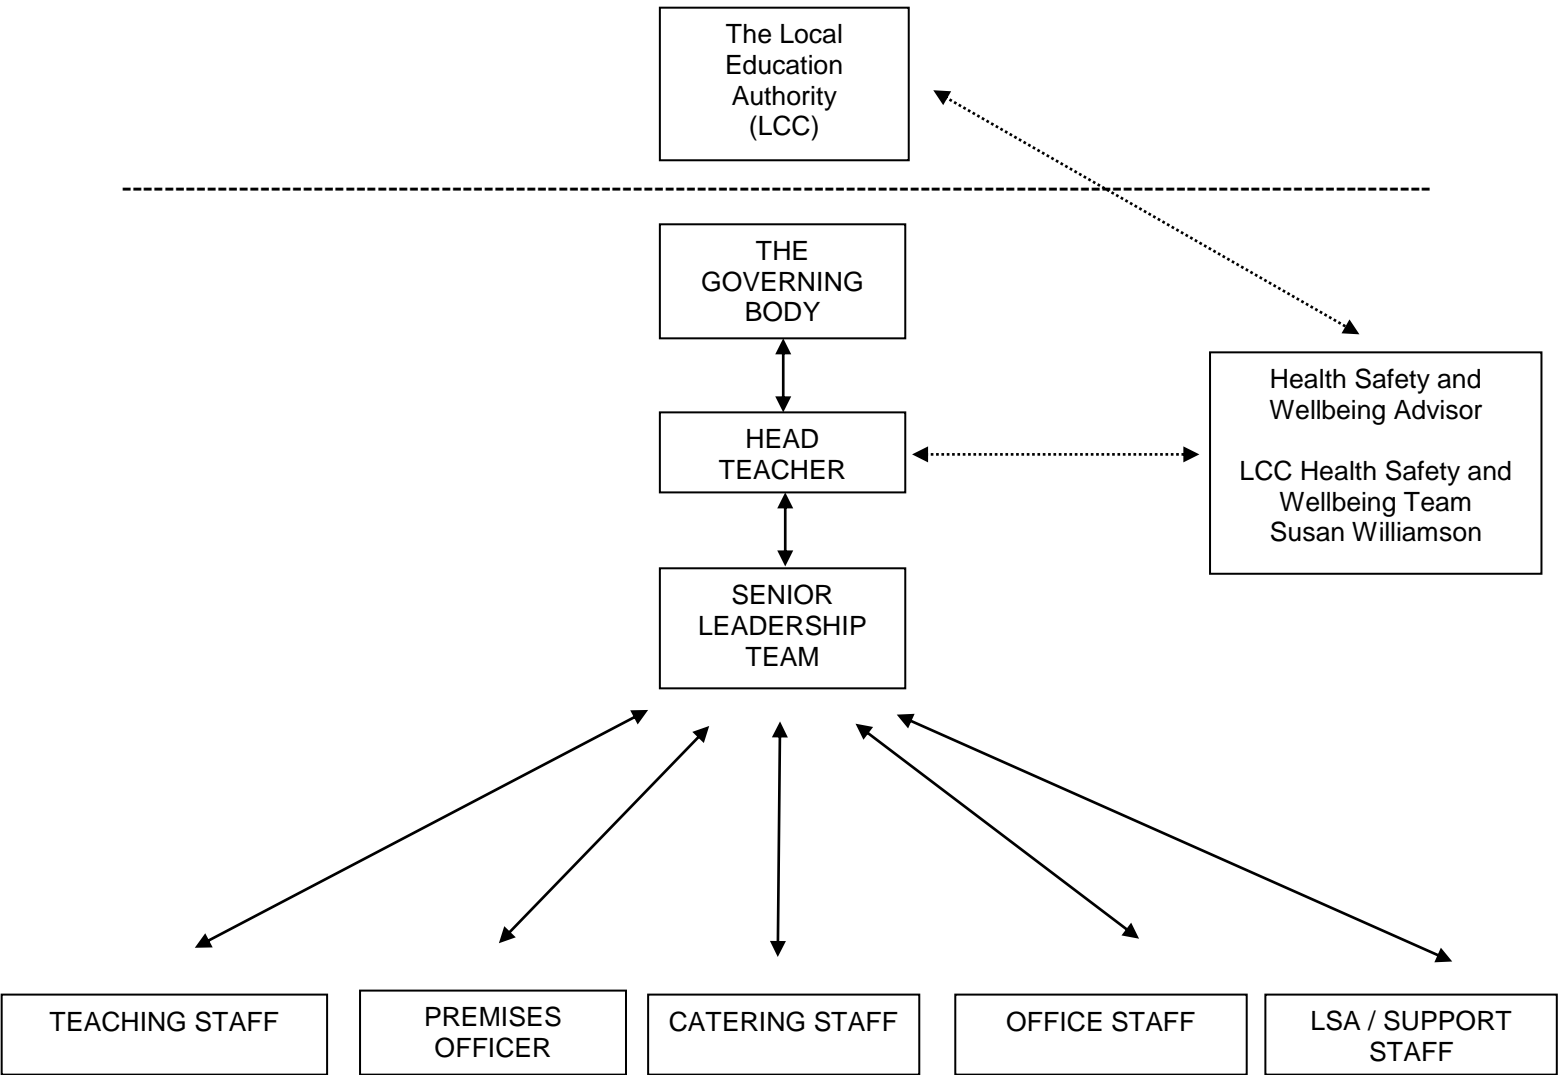 The Local
Education
Authority
(LCC)
THE
GOVERNING
BODY
Health Safety and
Wellbeing Advisor
LCC Health Safety and
Wellbeing Team
Susan Williamson
HEAD
TEACHER
SENIOR
LEADERSHIP
TEAM
TEACHING STAFF
PREMISES
OFFICER
CATERING STAFF
OFFICE STAFF
LSA / SUPPORT
STAFF